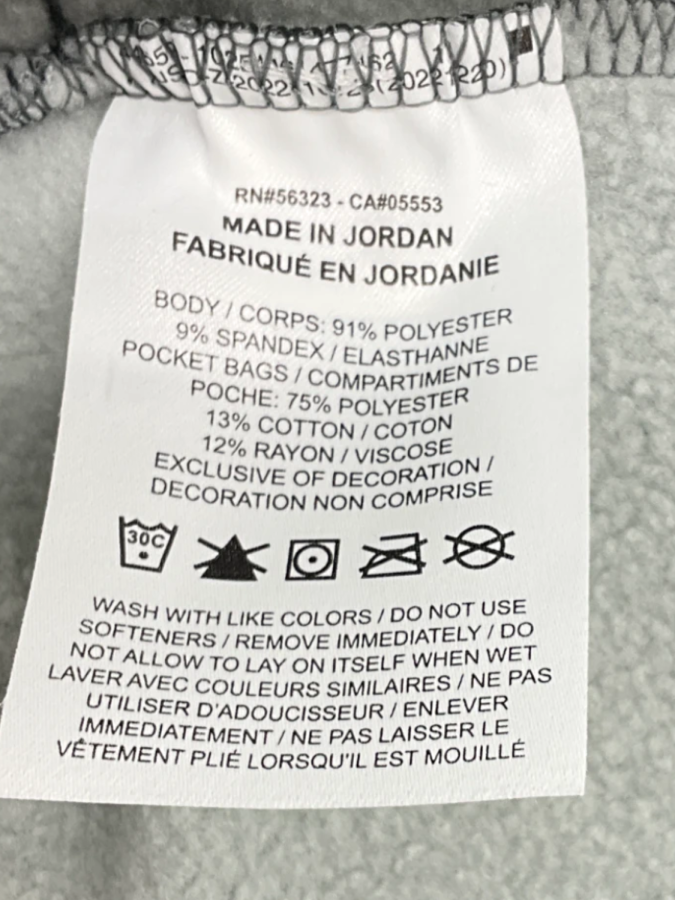 RN#56323 - CA#05553
MADE IN JORDAN
FABRIQUÉ EN JORDANIE
BODY / CORPS: 91% POLYESTER
9% SPANDEX / ELASTHANNE
POCKET BAGS / COMPARTIMENTS DE
POCHE: 75% POLYESTER
13% COTTON / COTON
12% RAYON / VISCOSE
EXCLUSIVE OF DECORATION /
DECORATION NON COMPRISE
30C
WASH WITH LIKE COLORS / DO NOT USE
SOFTENERS / REMOVE IMMEDIATELY / DO
NOT ALLOW TO LAY ON ITSELF WHEN WET
LAVER AVEC COULEURS SIMILAIRES / NE PAS
UTILISER D'ADOUCISSEUR / ENLEVER
IMMEDIATEMENT / NE PAS LAISSER LE
VÊTEMENT PLIÉ LORSQU'IL EST MOUILLÉ